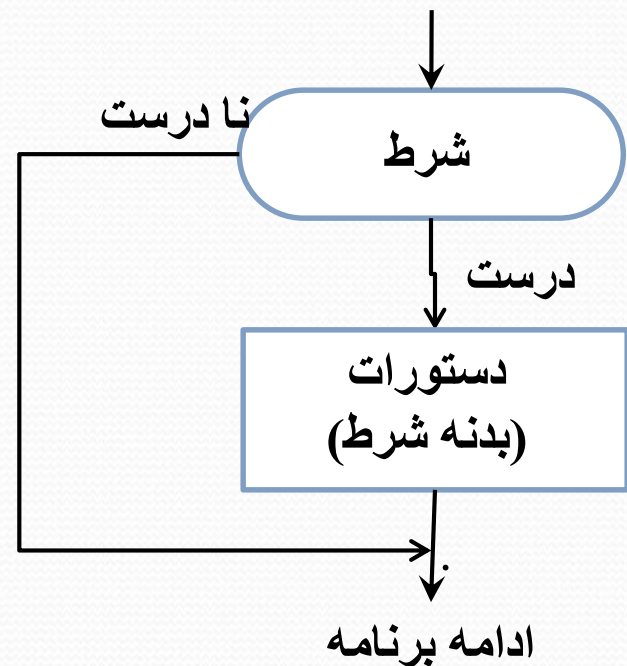 نا درست
شرط
درست
دستورات
(بدنه شرط)
ادامه برنامه